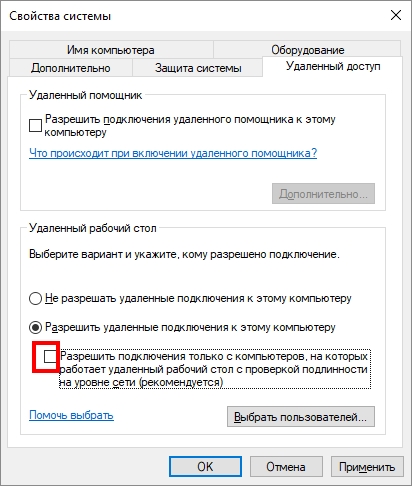 Свойства системы
Имя компьютера
Оборудование
Дополнительно
Защита системы
Удаленный доступ
Удаленный помощник
Разрешить подключения удаленного помощника к этому
компьютеру
Что происходит при включении удаленного помощника?
Дополнительно...
Удаленный рабочий стол
Выберите вариант и укажите, кому разрешено подключение.
Не разрешать удаленные подключения к этому компьютеру
Разрешить удаленные подключения к этому компьютеру
Разрешить подключения только с компьютеров, на которых
работает удаленный рабочий стол с проверкой подлинности
на уровне сети (рекомендуется)
Помочь выбрать
Выбрать пользователей...
ОК
Отмена
Применить